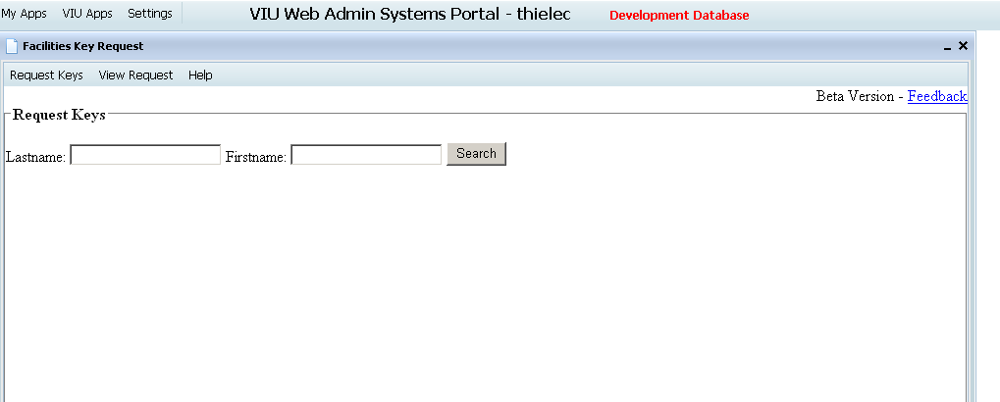 My Apps VIU Apps Settings VIU Web Admin Systems Portal - thielec Development Database
Facilities Key Request
Request Keys View Request Help
Beta Version - Feedback
Request Keys
Lastname: Firstname: Search